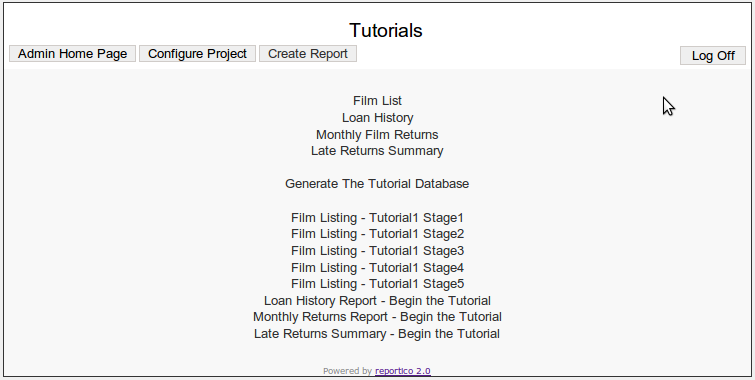 Tutorials
Admin Home Page Configure Project Create Report Log Off
Film List
Loan History
Monthly Film Returns
Late Returns Summary
Generate The Tutorial Database
Film Listing - Tutorial1 Stage1
Film Listing - Tutorial1 Stage2
Film Listing - Tutorial1 Stage3
Film Listing - Tutorial1 Stage4
Film Listing - Tutorial1 Stage5
Loan History Report - Begin the Tutorial
Monthly Returns Report - Begin the Tutorial
Late Returns Summary - Begin the Tutorial
Powered by reportico 2.0